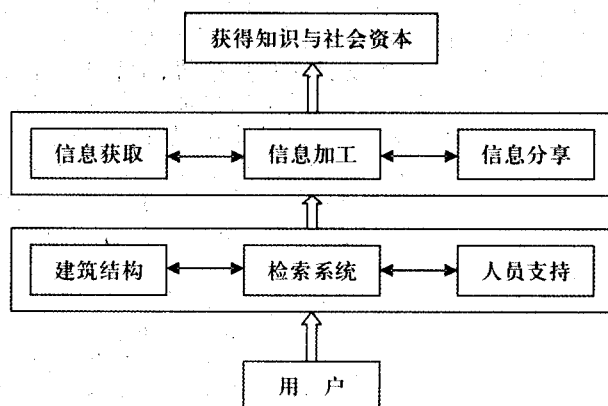 获得知识与社会资本
信息获取 信息加工 信息分享
建筑结构 检索系统 人员支持
用 户